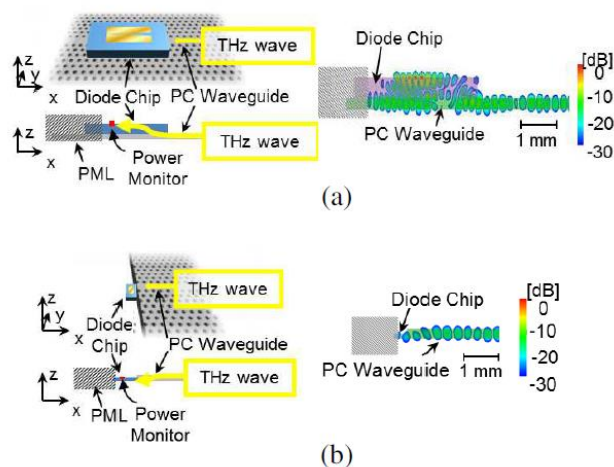 z
y
x
THz wave
Diode Chip PC Waveguide
z
x
THz wave
PML
Power
Monitor
Diode Chip
PC Waveguide
1 mm
[dB]
0
-10
-20
-30
(a)
z
y
x
THz wave
Diode
Chip
PC Waveguide
z
x
THz wave
PML
Power
Monitor
Diode Chip
PC Waveguide
1 mm
[dB]
0
-10
-20
-30
(b)